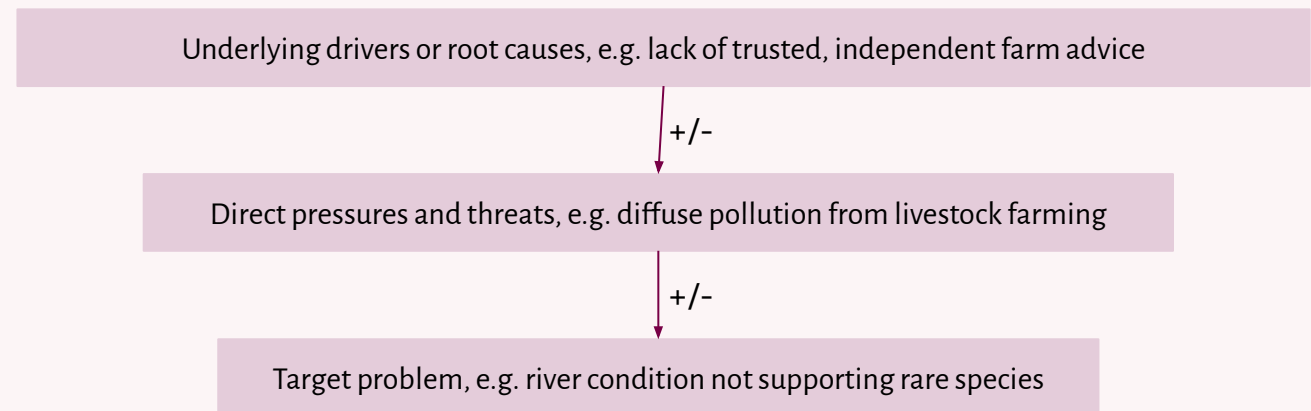 Underlying drivers or root causes, e.g. lack of trusted, independent farm advice
+/-
Direct pressures and threats, e.g. diffuse pollution from livestock farming
+/-
Target problem, e.g. river condition not supporting rare species